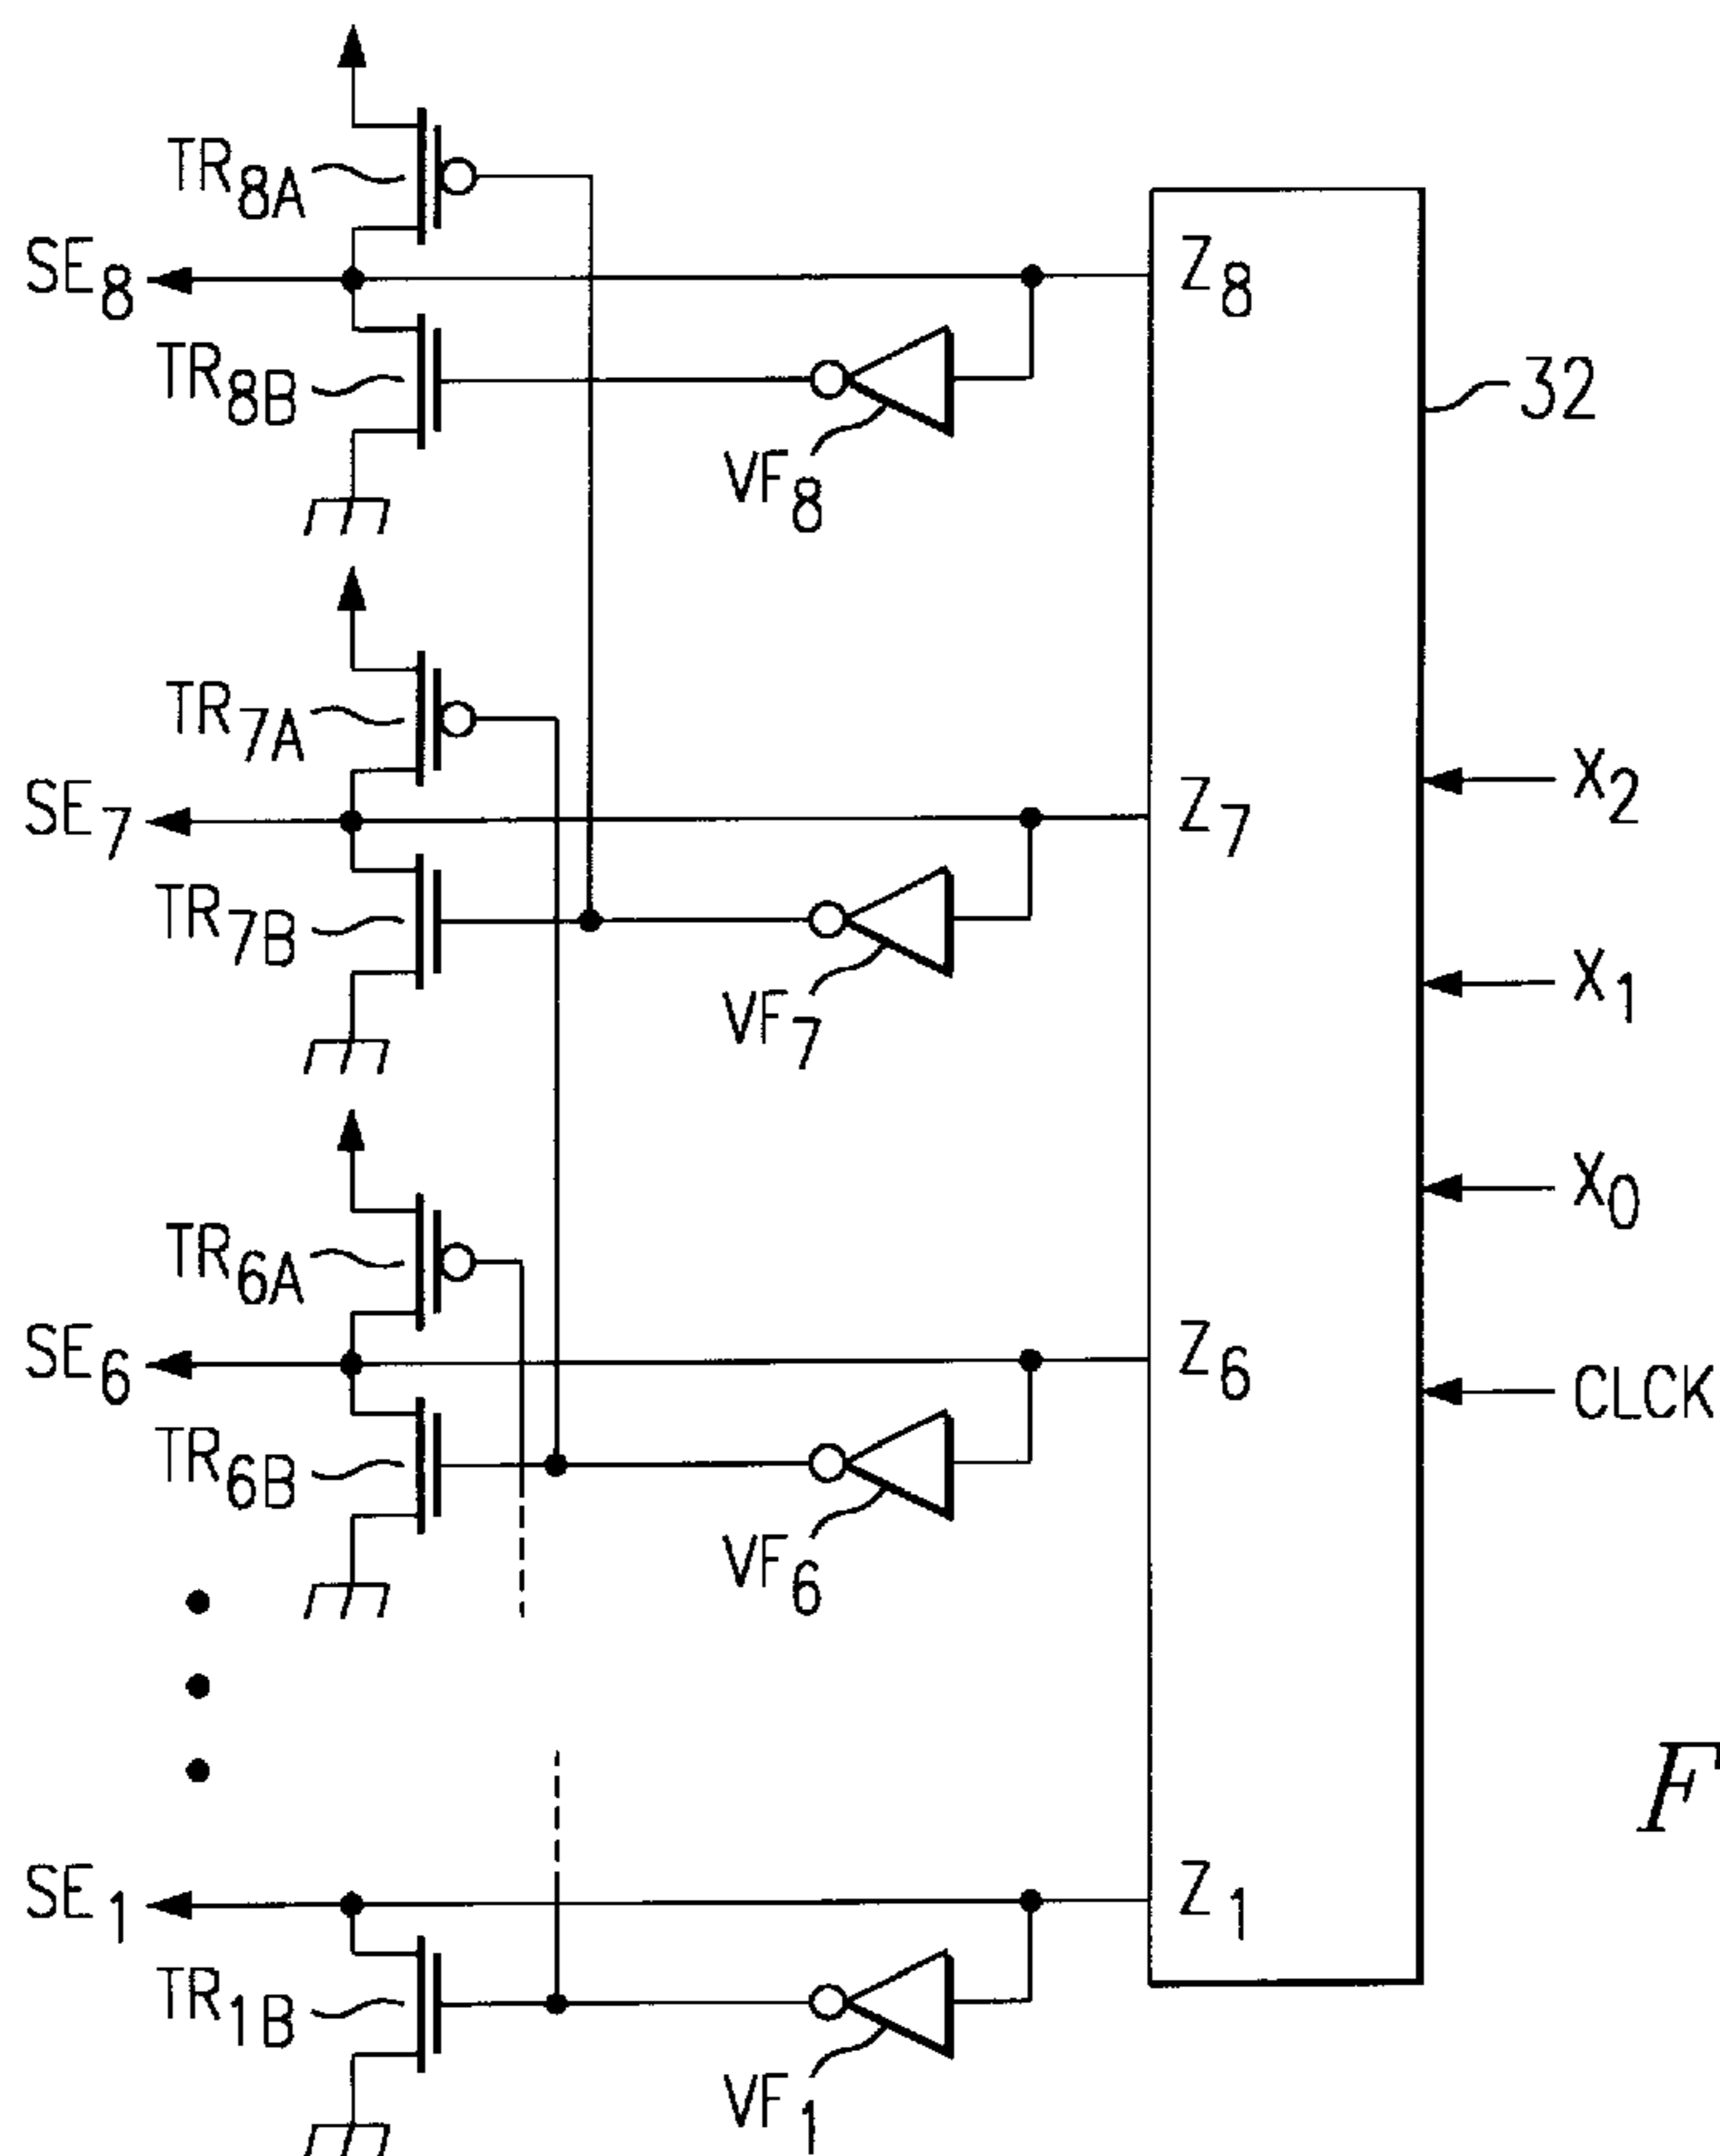 TR8A
SE8
Z8
TR8B
VF8
32
TR7A
SE7
Z7
X2
TR7B
VF7
X1
TR6A
X0
SE6
Z6
CLCK
TR6B
VF6
F
SE1
Z1
TR1B
VF1